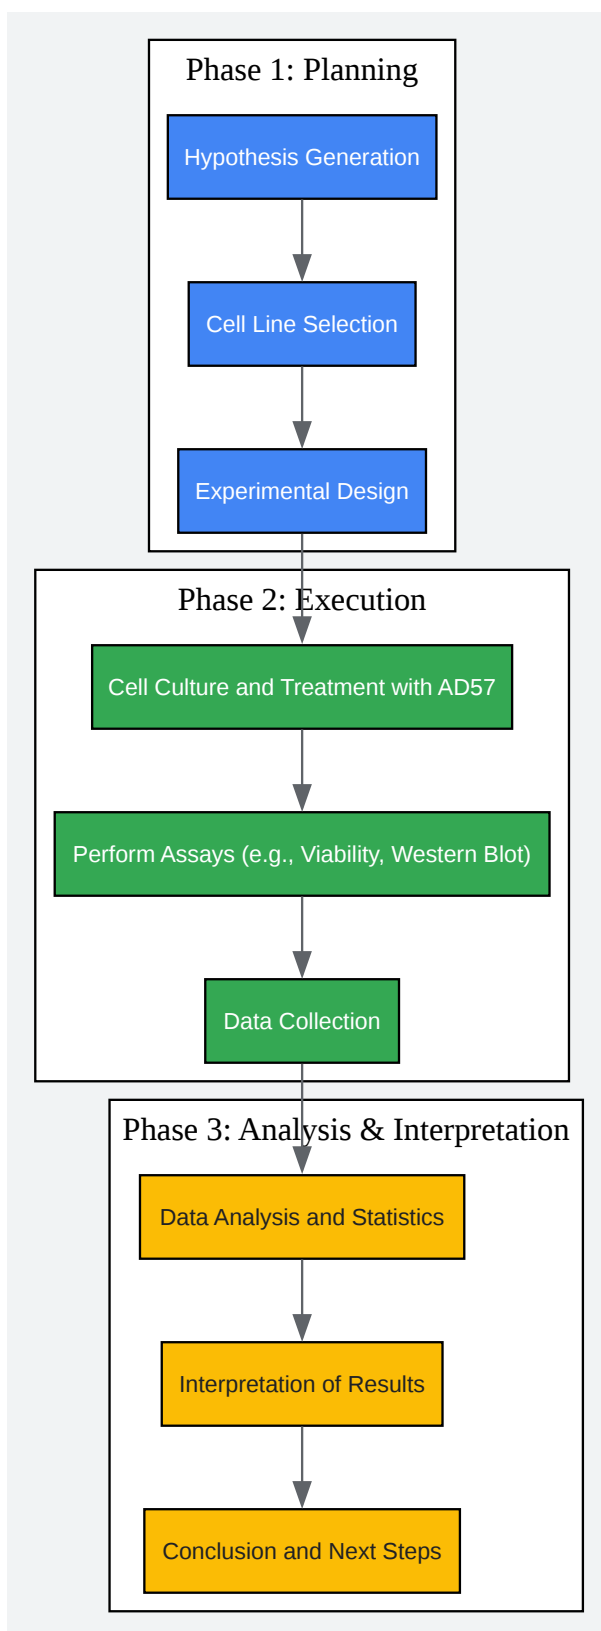 Phase 1: Planning
Hypothesis Generation
Cell Line Selection
Experimental Design
Phase 2: Execution
Cell Culture and Treatment with AD57
Perform Assays (e.g., Viability, Western Blot)
Data Collection
Phase 3: Analysis & Interpretation
Data Analysis and Statistics
Interpretation of Results
Conclusion and Next Steps